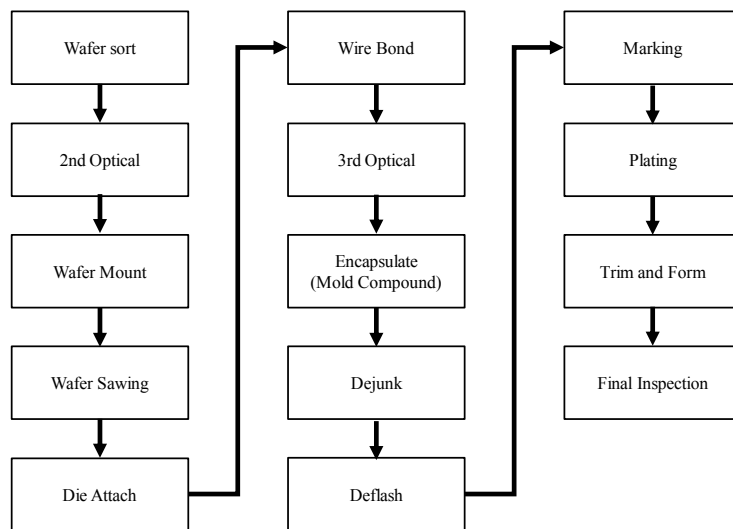 Wafer sort
2nd Optical
Wafer Mount
Wafer Sawing
Die Attach
Wire Bond
3rd Optical
Encapsulate
(Mold Compound)
Dejunk
Deflash
Marking
Plating
Trim and Form
Final Inspection